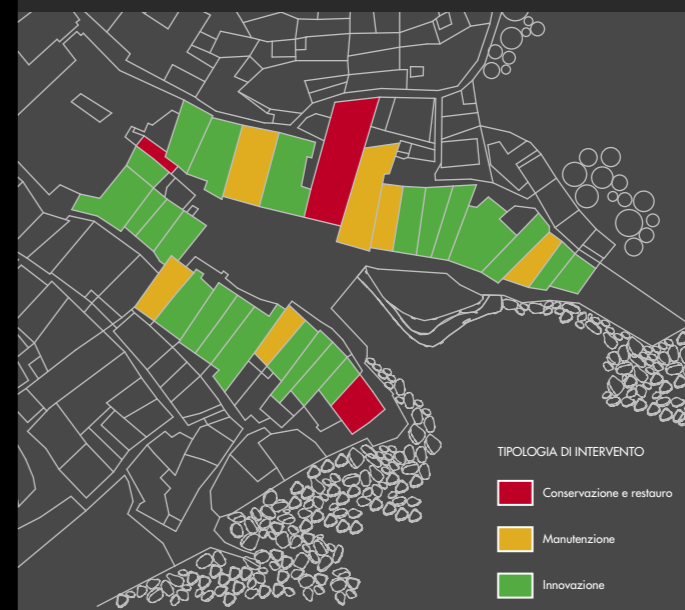 TIPOLOGIA DI INTERVENTO
Conservazione e restauro
Manutenzione
Innovazione